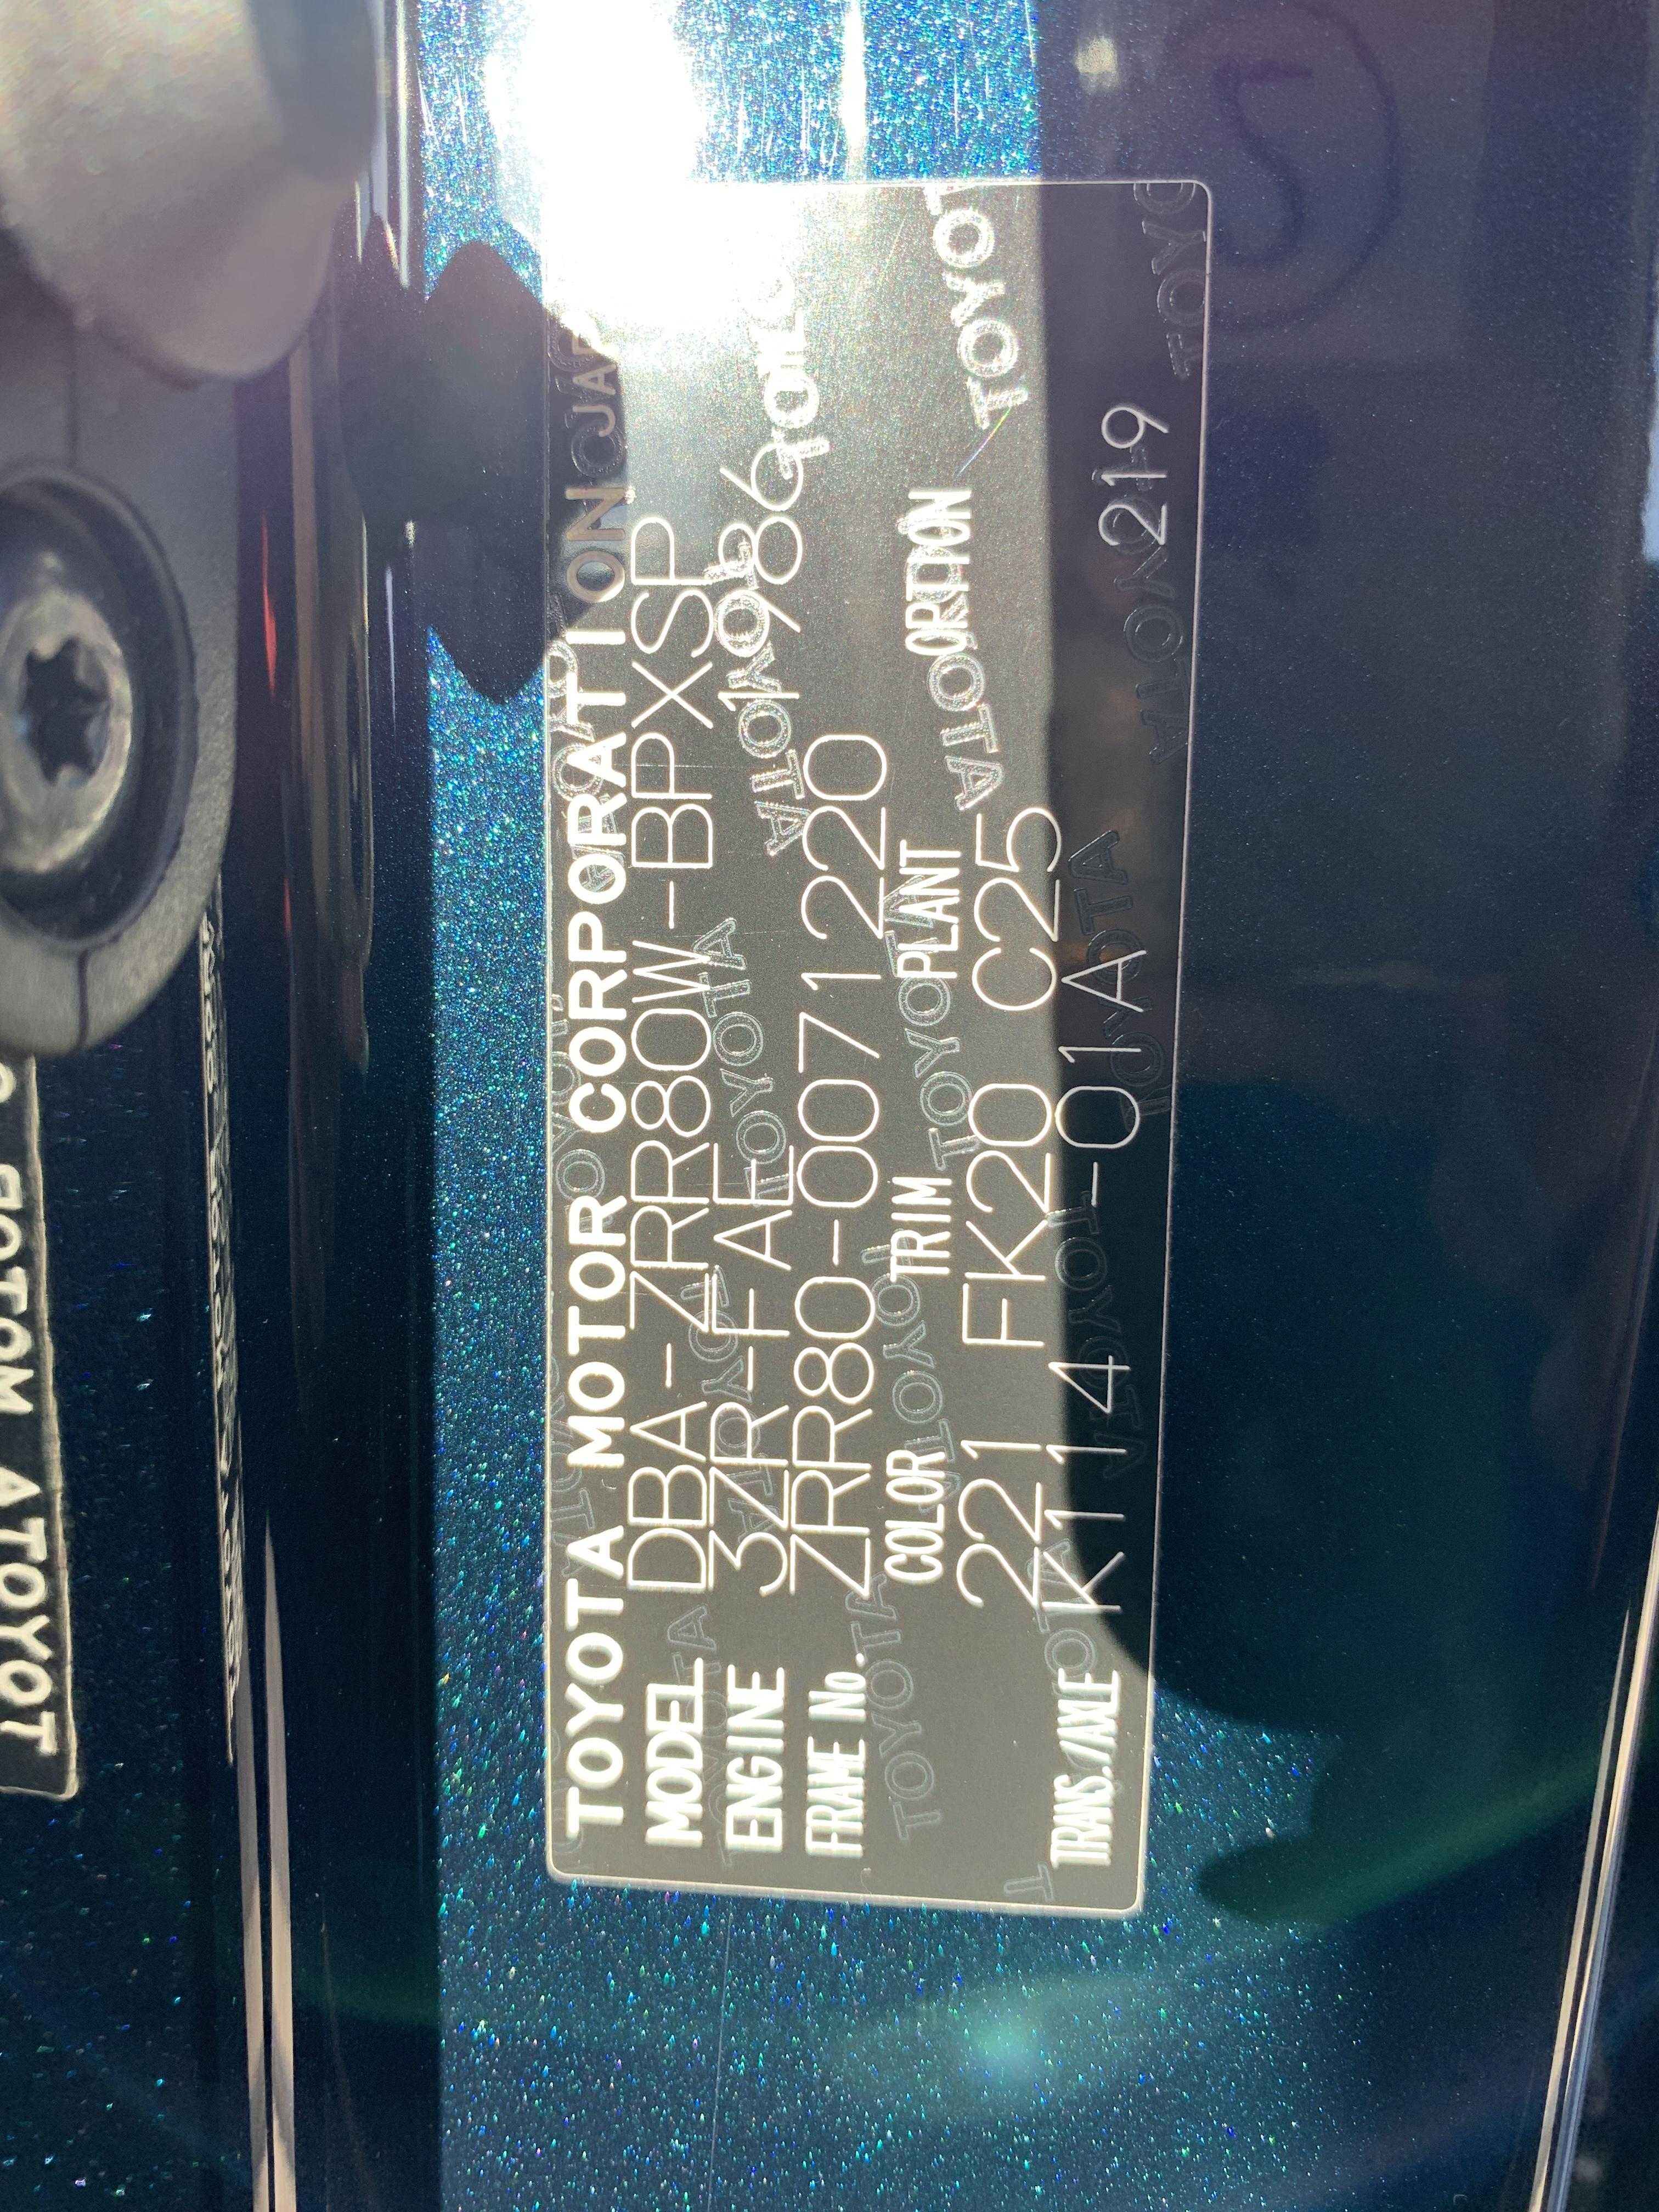 TOYOTA MOTOR CORPORATION JAPAN
MODEL DBA-ZRR80W-BPXSP
ENGINE 3ZR-FAE 1986
FRAME No. ZRR80-0071220
COLOR TRIM PLANT OPTION
221 FK20 C25
TRANS./AXLE K114 -01A 219